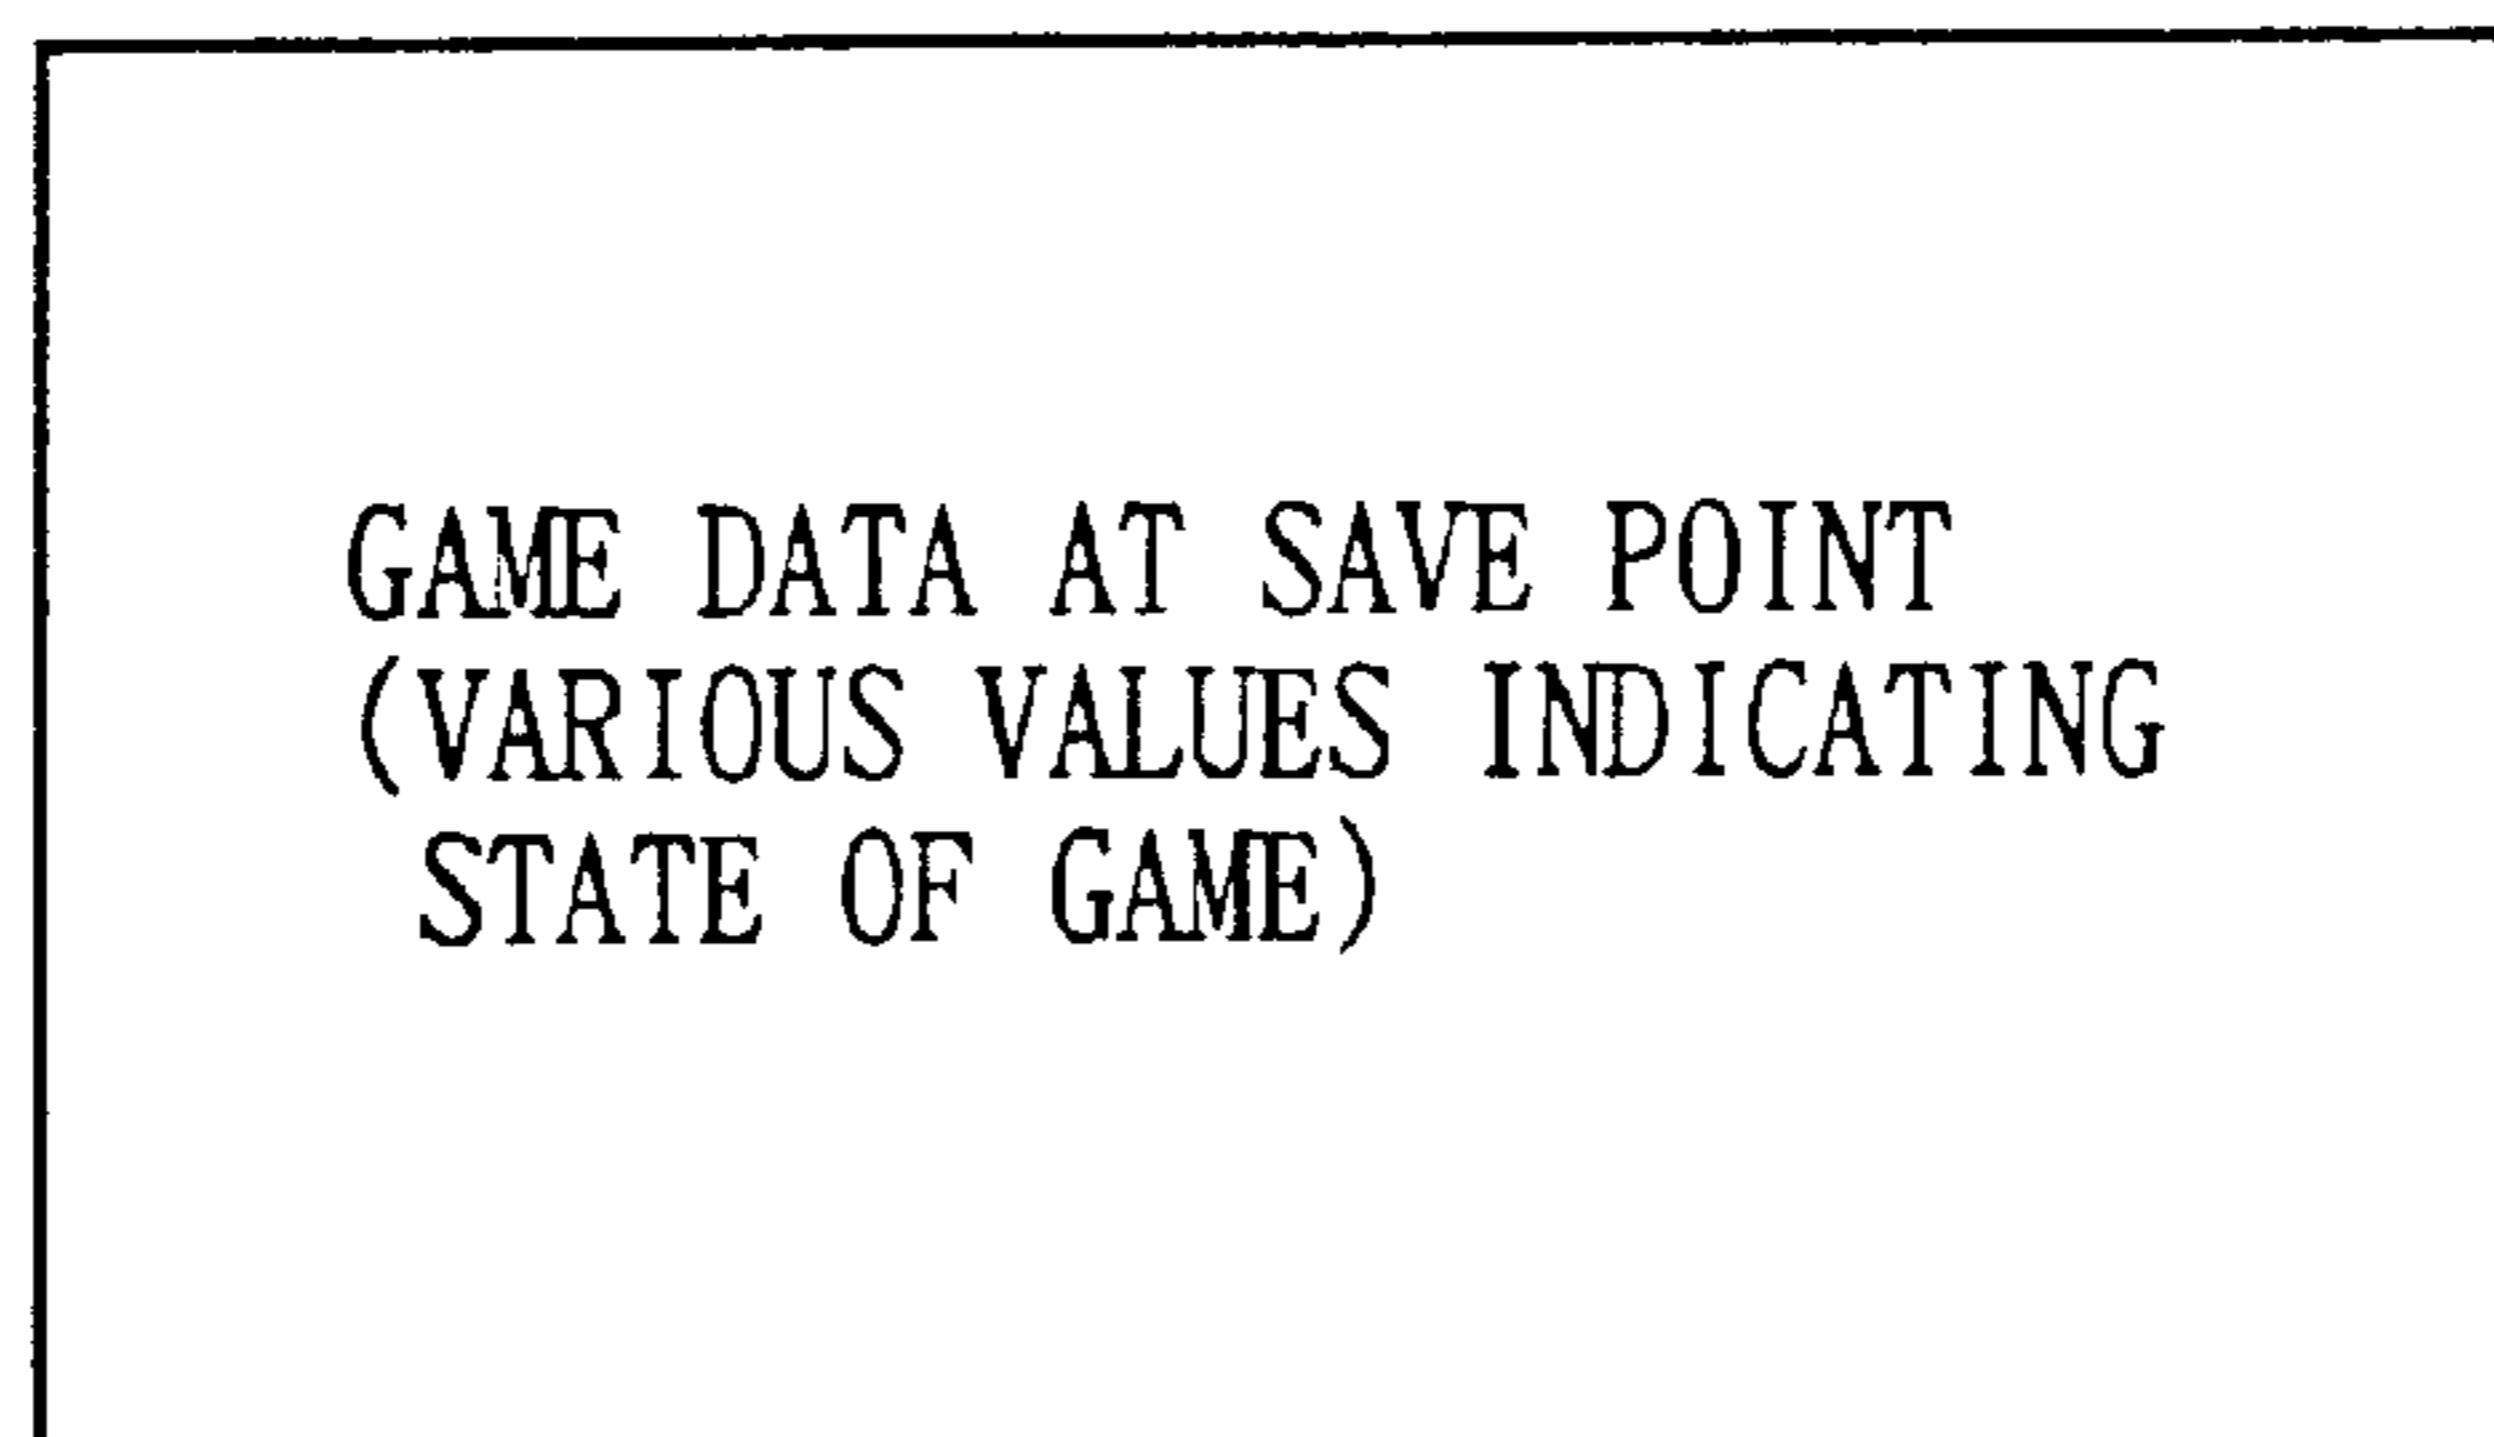 GAME DATA AT SAVE POINT
(VARIOUS VALUES INDICATING
STATE OF GAME)